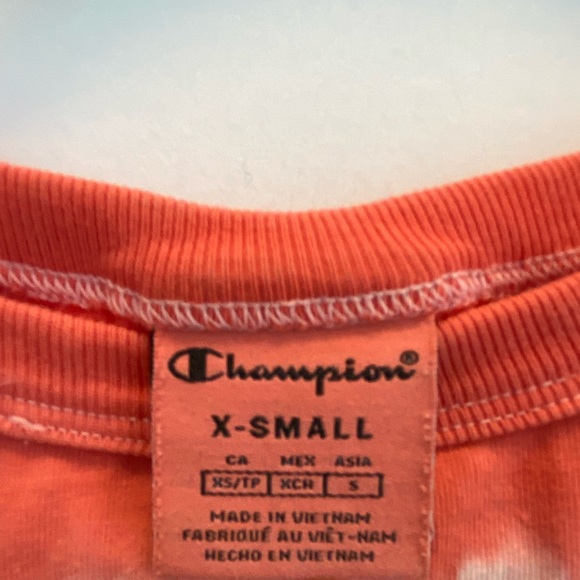 Champion®
X-SMALL
CA MEX ASIA
XS/TP XCH S
MADE IN VIETNAM
FABRIQUÉ AU VIÊT-NAM
HECHO EN VIETNAM